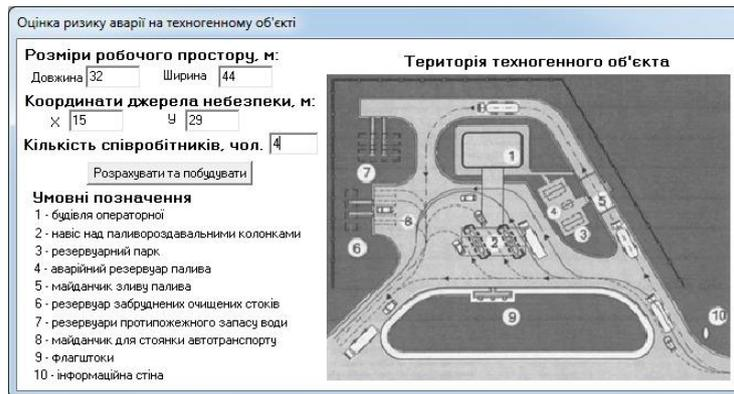 Оцінка ризику аварії на техногенному об'єкті
Розміри робочого простору, м:
Довжина 32 Ширина 44
Координати джерела небезпеки, м:
X 15 У 29
Кількість співробітників, чол. 4
Розрахувати та побудувати
Умовні позначення
1 - будівля операторної
2 - навіс над паливороздавальними колонками
3 - резервуарний парк
4 - аварійний резервуар палива
5 - майданчик зливу палива
6 - резервуар забруднених очищених стоків
7 - резервуари протипожежного запасу води
8 - майданчик для стоянки автотранспорту
9 - флагштоки
10 - інформаційна стіна
Територія техногенного об'єкта
1
7
4
5
8
3
2
6
9
10